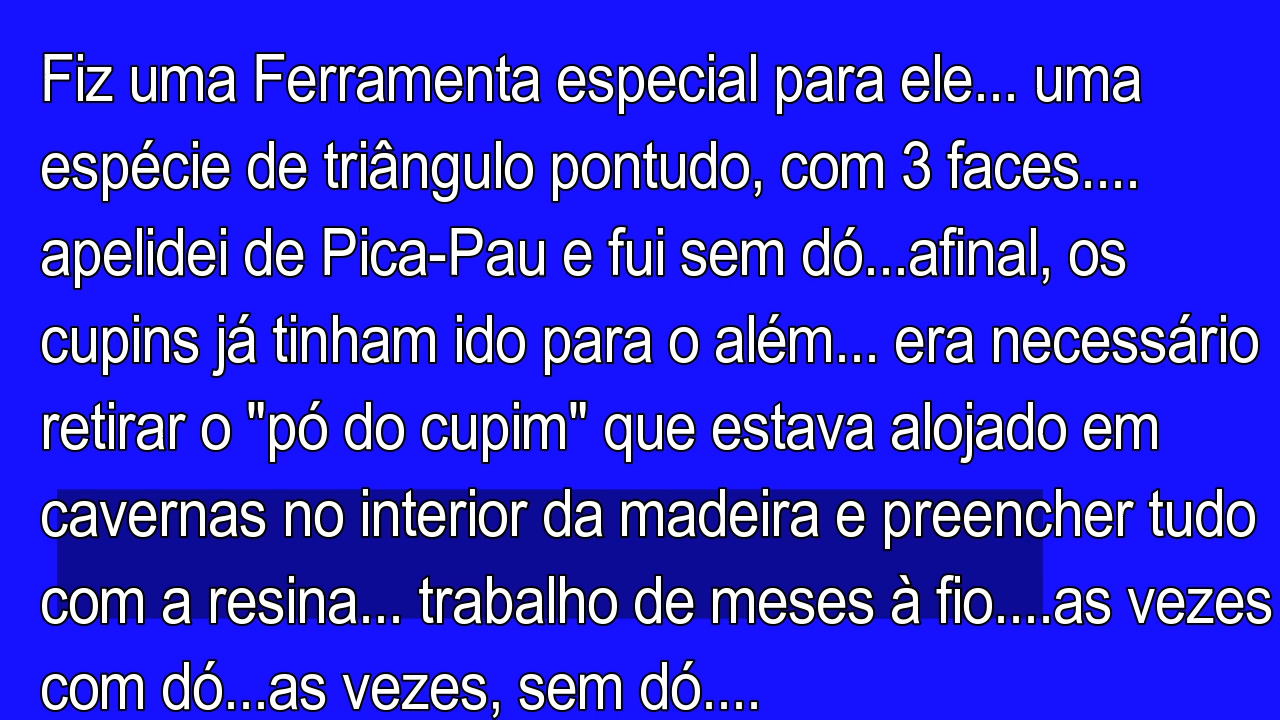 Fiz uma Ferramenta especial para ele... uma
espécie de triângulo pontudo, com 3 faces....
apelidei de Pica-Pau e fui sem dó...afinal, os
cupins já tinham ido para o além... era necessário
retirar o "pó do cupim" que estava alojado em
cavernas no interior da madeira e preencher tudo
com a resina... trabalho de meses à fio....as vezes
com dó...as vezes, sem dó....